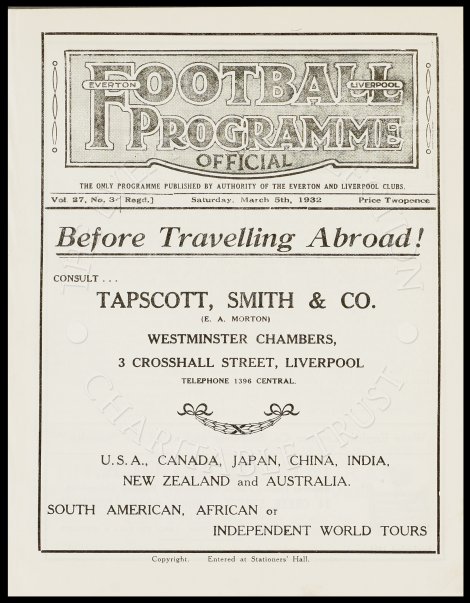 FOOTBALL
EVERTON LIVERPOOL
PROGRAMME
OFFICIAL
THE ONLY PROGRAMME PUBLISHED BY AUTHORITY OF THE EVERTON AND LIVERPOOL CLUBS.
Vol. 27, No. 3 Regd.] Saturday, March 5th, 1932 Price Twopence
Before Travelling Abroad!
CONSULT . . .
TAPSCOTT, SMITH & CO.
(E. A. MORTON)
WESTMINSTER CHAMBERS,
3 CROSSHALL STREET, LIVERPOOL
TELEPHONE 1396 CENTRAL.
U.S.A., CANADA, JAPAN, CHINA, INDIA,
NEW ZEALAND and AUSTRALIA.
SOUTH AMERICAN, AFRICAN or
INDEPENDENT WORLD TOURS
Copyright. Entered at Stationers' Hall.
CHARITABLE TRUST